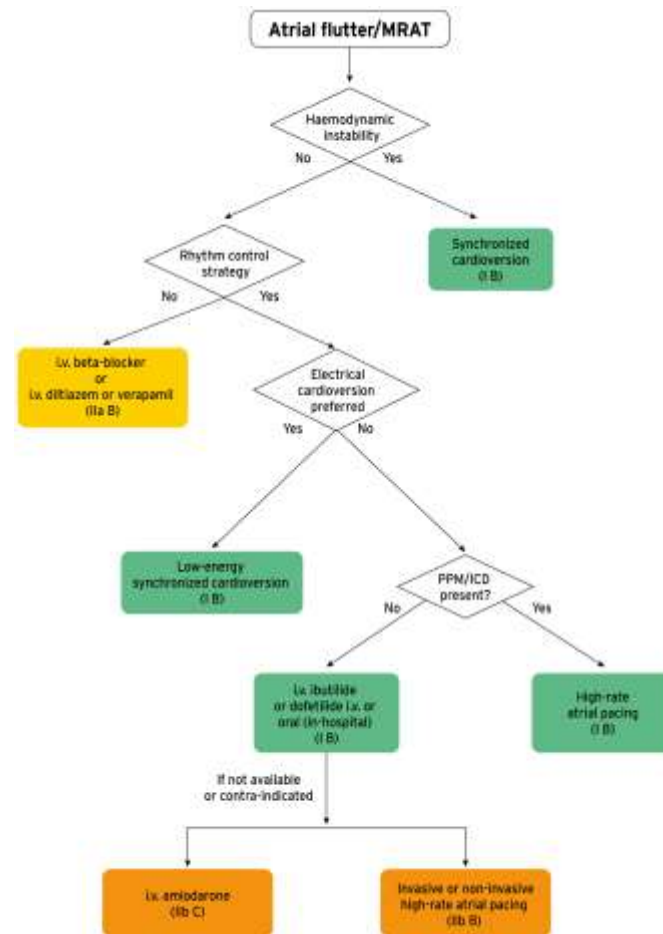 Atrial flutter/MRAT
Haemodynamic
instability
No
Yes
Synchronized
cardioversion
(I B)
Rhythm control
strategy
No
Yes
i.v. beta-blocker
or
i.v. diltiazem or verapamil
(IIa B)
Electrical
cardioversion
preferred
Yes
No
Low-energy
synchronized cardioversion
(I B)
PPM/ICD
present?
No
Yes
i.v. ibutilide
or dofetilide i.v. or
oral (in-hospital)
(I B)
High-rate
atrial pacing
(I B)
If not available
or contra-indicated
i.v. amiodarone
(IIb C)
Invasive or non-invasive
high-rate atrial pacing
(IIb B)